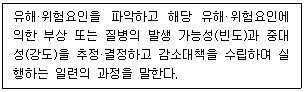 유해·위험요인을 파악하고 해당 유해·위험요인에
의한 부상 또는 질병의 발생 가능성(빈도)과 중대
성(강도)을 추정·결정하고 감소대책을 수립하여 실
행하는 일련의 과정을 말한다.